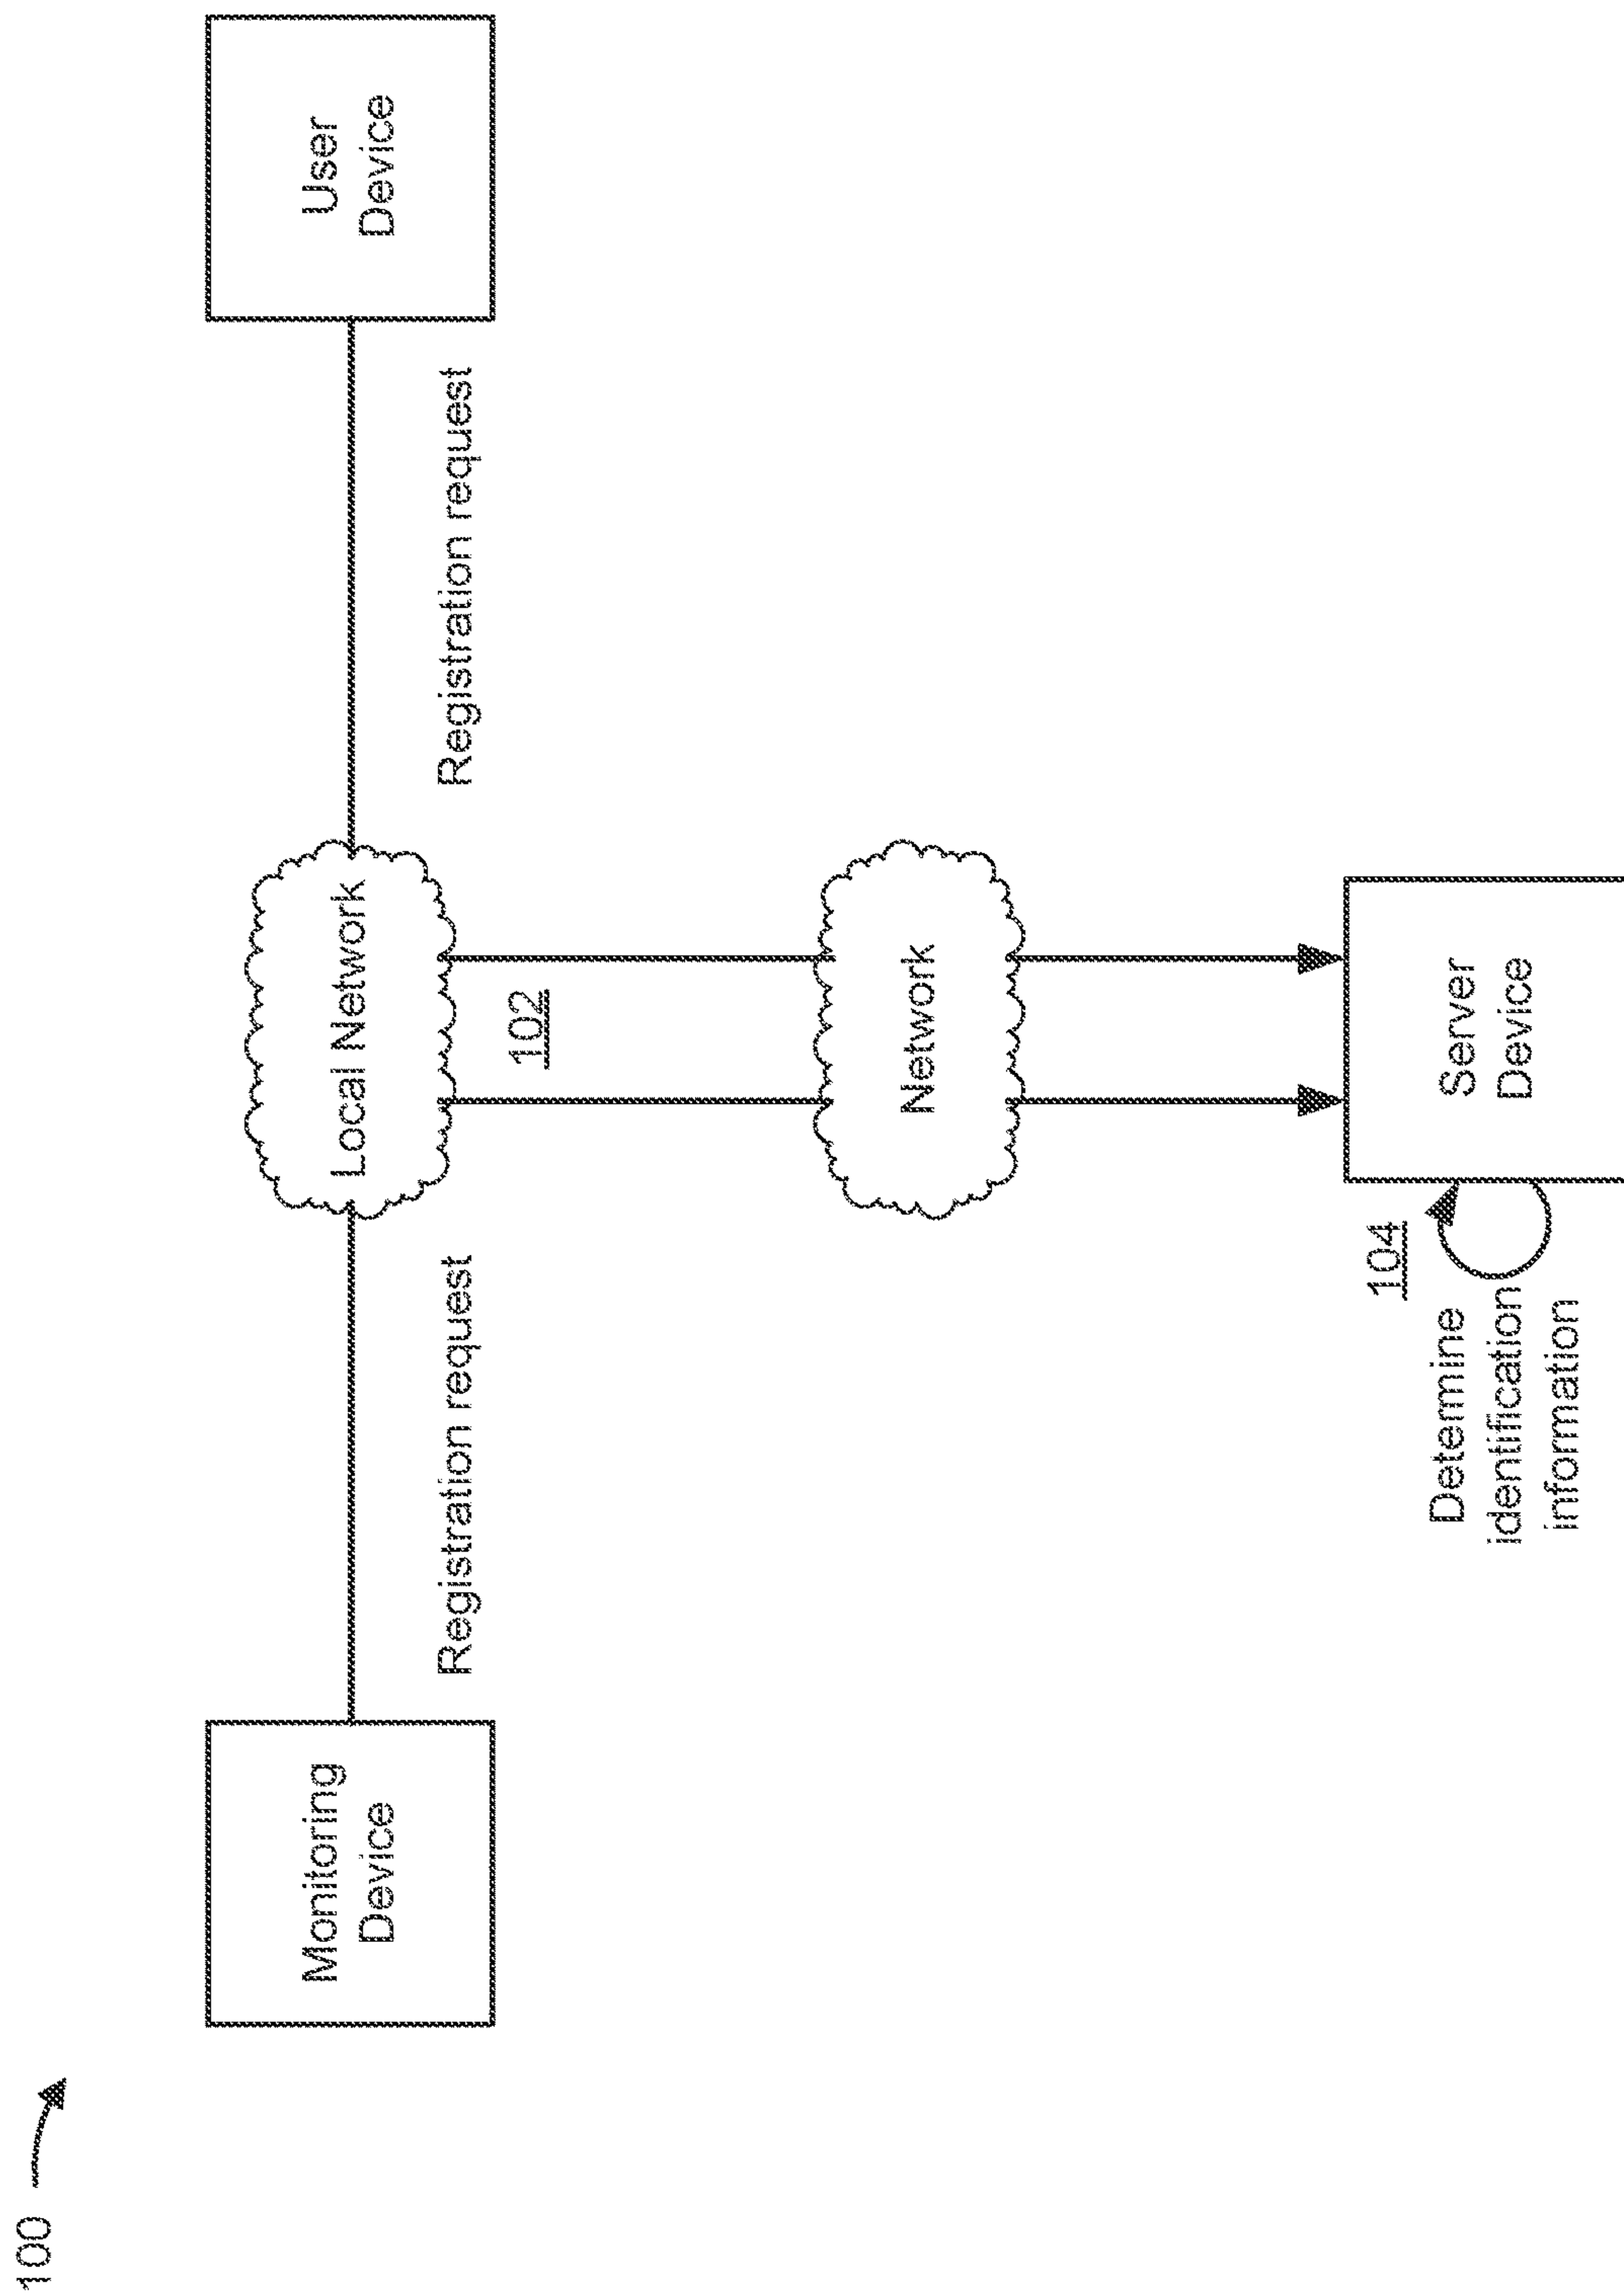 100
Monitoring
Device
Registration request
Local Network
Registration request
User
Device
102
Network
104
Determine
identification
information
Server
Device